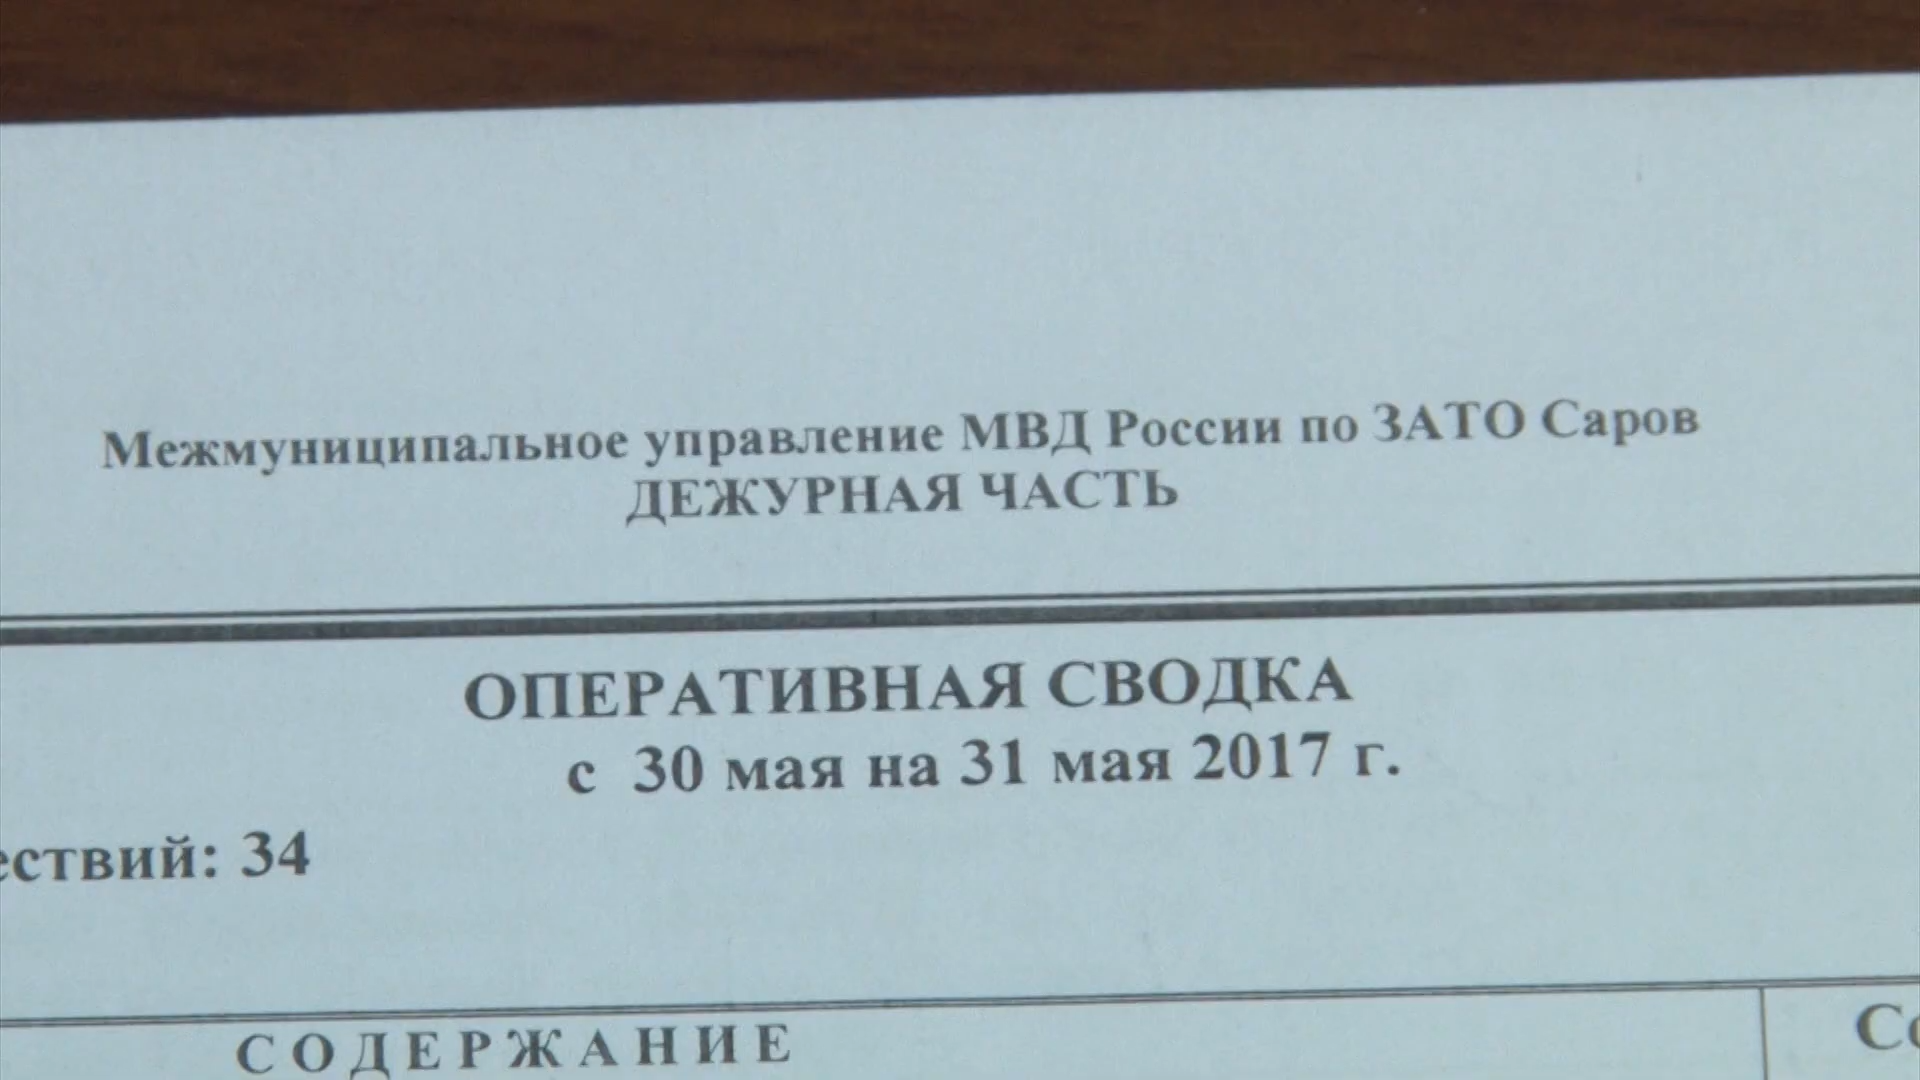 Межмуниципальное управление МВД России по ЗАТО Саров
ДЕЖУРНАЯ ЧАСТЬ
ОПЕРАТИВНАЯ СВОДКА
с 30 мая на 31 мая 2017 г.
ествий: 34
СОДЕРЖАНИЕ